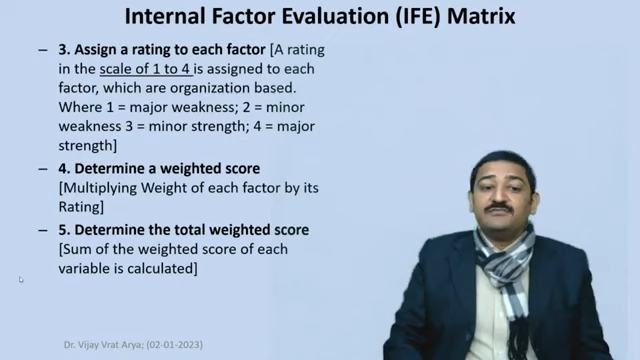 Internal Factor Evaluation (IFE) Matrix
– 3. Assign a rating to each factor [A rating
in the scale of 1 to 4 is assigned to each
factor, which are organization based.
Where 1 = major weakness; 2 = minor
weakness 3 = minor strength; 4 = major
strength]
– 4. Determine a weighted score
[Multiplying Weight of each factor by its
Rating]
– 5. Determine the total weighted score
[Sum of the weighted score of each
variable is calculated]
Dr. Vijay Vrat Arya; (02-01-2023)